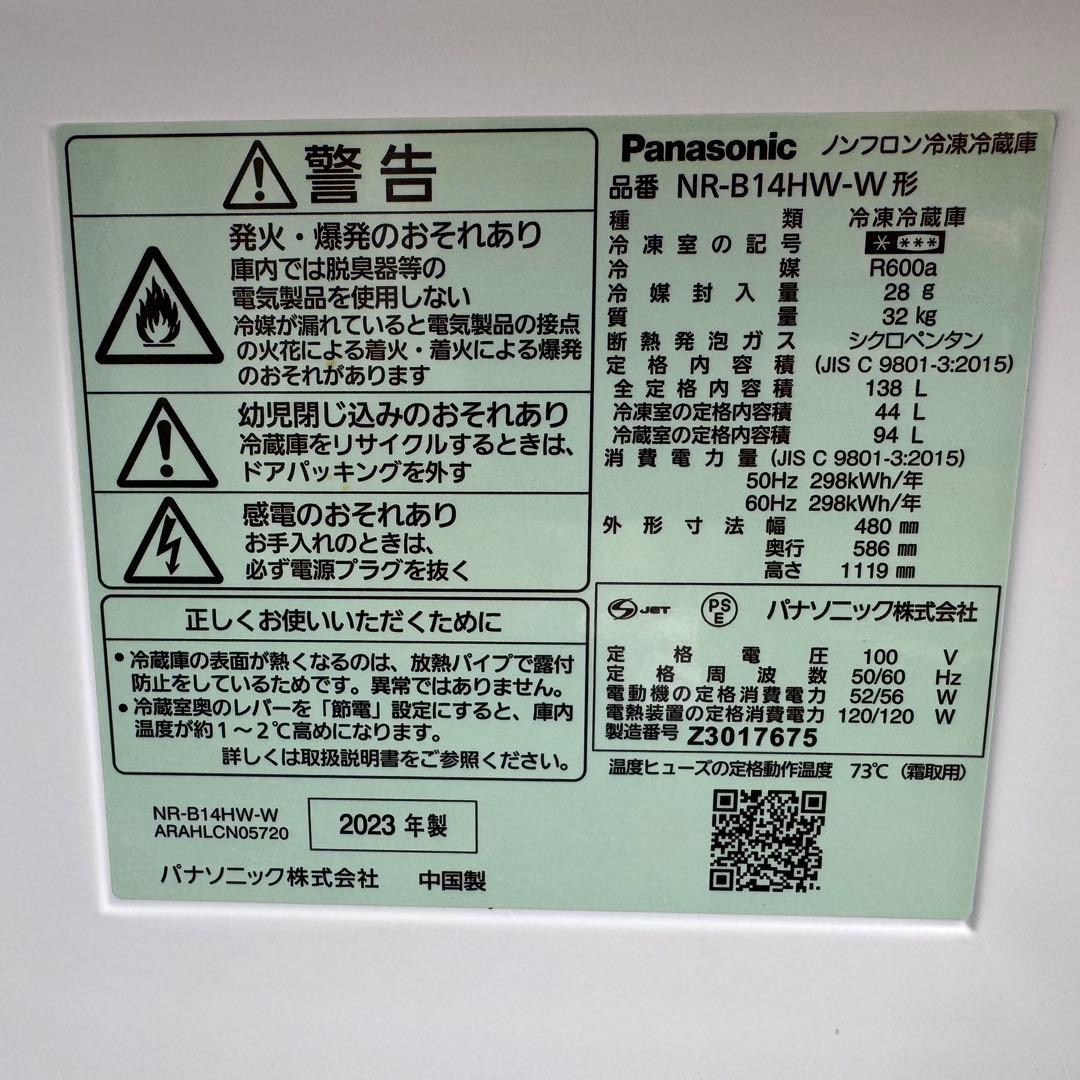 警告
発火・爆発のおそれあり
庫内では脱臭器等の
電気製品を使用しない
冷媒が漏れていると電気製品の接点
の火花による着火・着火による爆発
のおそれがあります
幼児閉じ込みのおそれあり
冷蔵庫をリサイクルするときは、
ドアパッキングを外す
感電のおそれあり
お手入れのときは、
必ず電源プラグを抜く
正しくお使いいただくために
• 冷蔵庫の表面が熱くなるのは、放熱パイプで露付
防止をしているためです。異常ではありません。
• 冷蔵室奥のレバーを「節電」設定にすると、庫内
温度が約1～2℃高めになります。
詳しくは取扱説明書をご参照ください。
NR-B14HW-W
ARAHLCN05720
2023 年製
パナソニック株式会社 中国製
Panasonic ノンフロン冷凍冷蔵庫
品番 NR-B14HW-W形
種類 冷凍冷蔵庫
冷凍室の記号 * ***
冷媒 R600a
冷媒封入量 28 g
質量 32 kg
断熱発泡ガス シクロペンタン
定格内容積 (JIS C 9801-3:2015)
全定格内容積 138 L
冷凍室の定格内容積 44 L
冷蔵室の定格内容積 94 L
消費電力量 (JIS C 9801-3:2015)
50Hz 298kWh/年
60Hz 298kWh/年
外形寸法幅 480 mm
奥行 586 mm
高さ 1119 mm
S JET PSE パナソニック株式会社
定格電圧 100 V
定格周波数 50/60 Hz
電動機の定格消費電力 52/56 W
電熱装置の定格消費電力 120/120 W
製造番号 Z3017675
温度ヒューズの定格動作温度 73℃（霜取用）